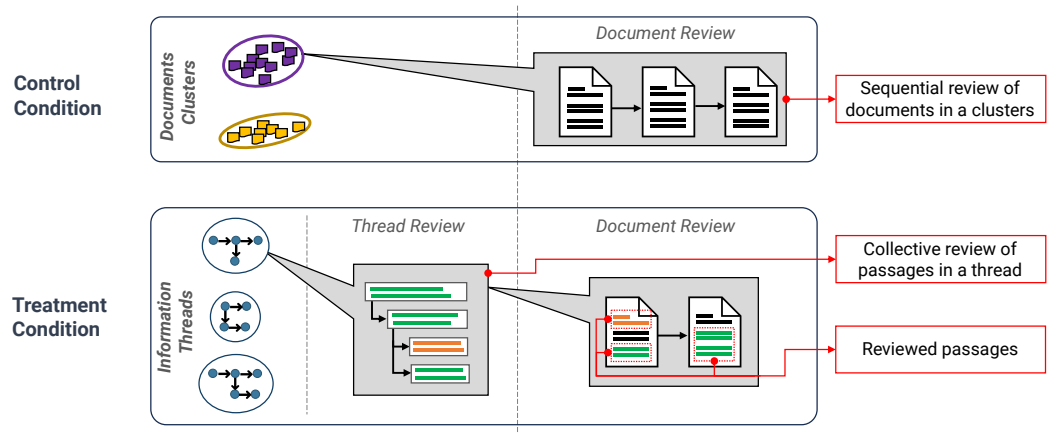 Control
Condition
Documents
Clusters
Document Review
Sequential review of
documents in a clusters
Treatment
Condition
Information
Threads
Thread Review
Document Review
Collective review of
passages in a thread
Reviewed passages